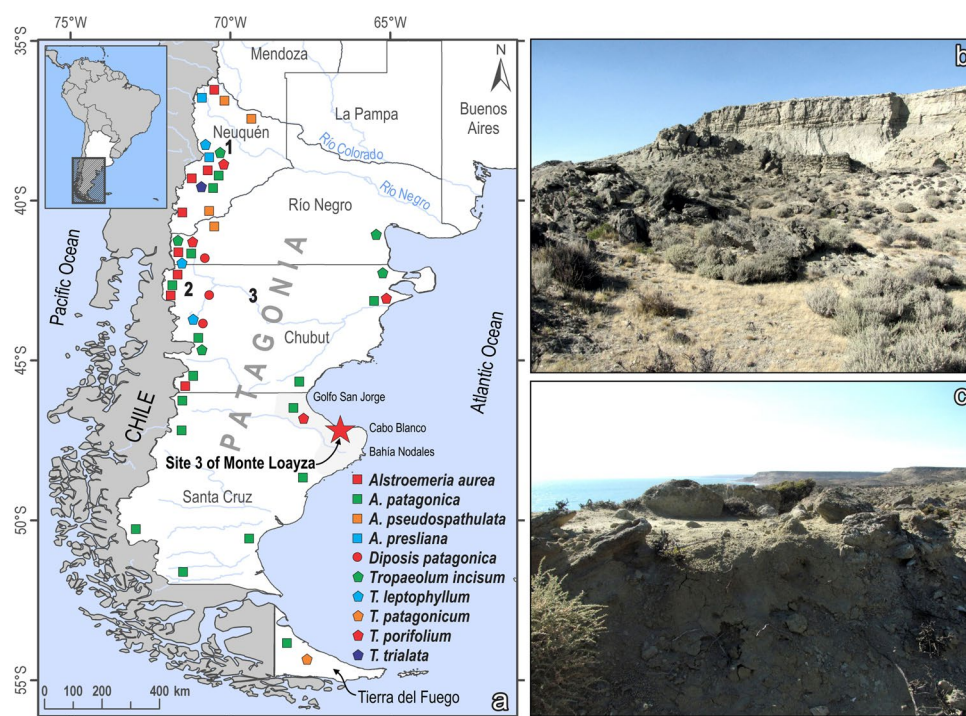 75°W
70°W
65°W
35°S
40°S
45°S
50°S
55°S
N
Mendoza
La Pampa
Buenos
Aires
Neuquén
1
Río Colorado
Río Negro
Río Negro
Pacific Ocean
PATAGONIA
2
3
Chubut
Atlantic Ocean
CHILE
Golfo San Jorge
Cabo Blanco
Bahía Nodales
Site 3 of Monte Loayza
Santa Cruz
Alstroemeria aurea
A. patagonica
A. pseudospathulata
A. presliana
Diposis patagonica
Tropaeolum incisum
T. leptophyllum
T. patagonicum
T. porifolium
T. trialata
0 100 200 400 km
Tierra del Fuego
a
b
c